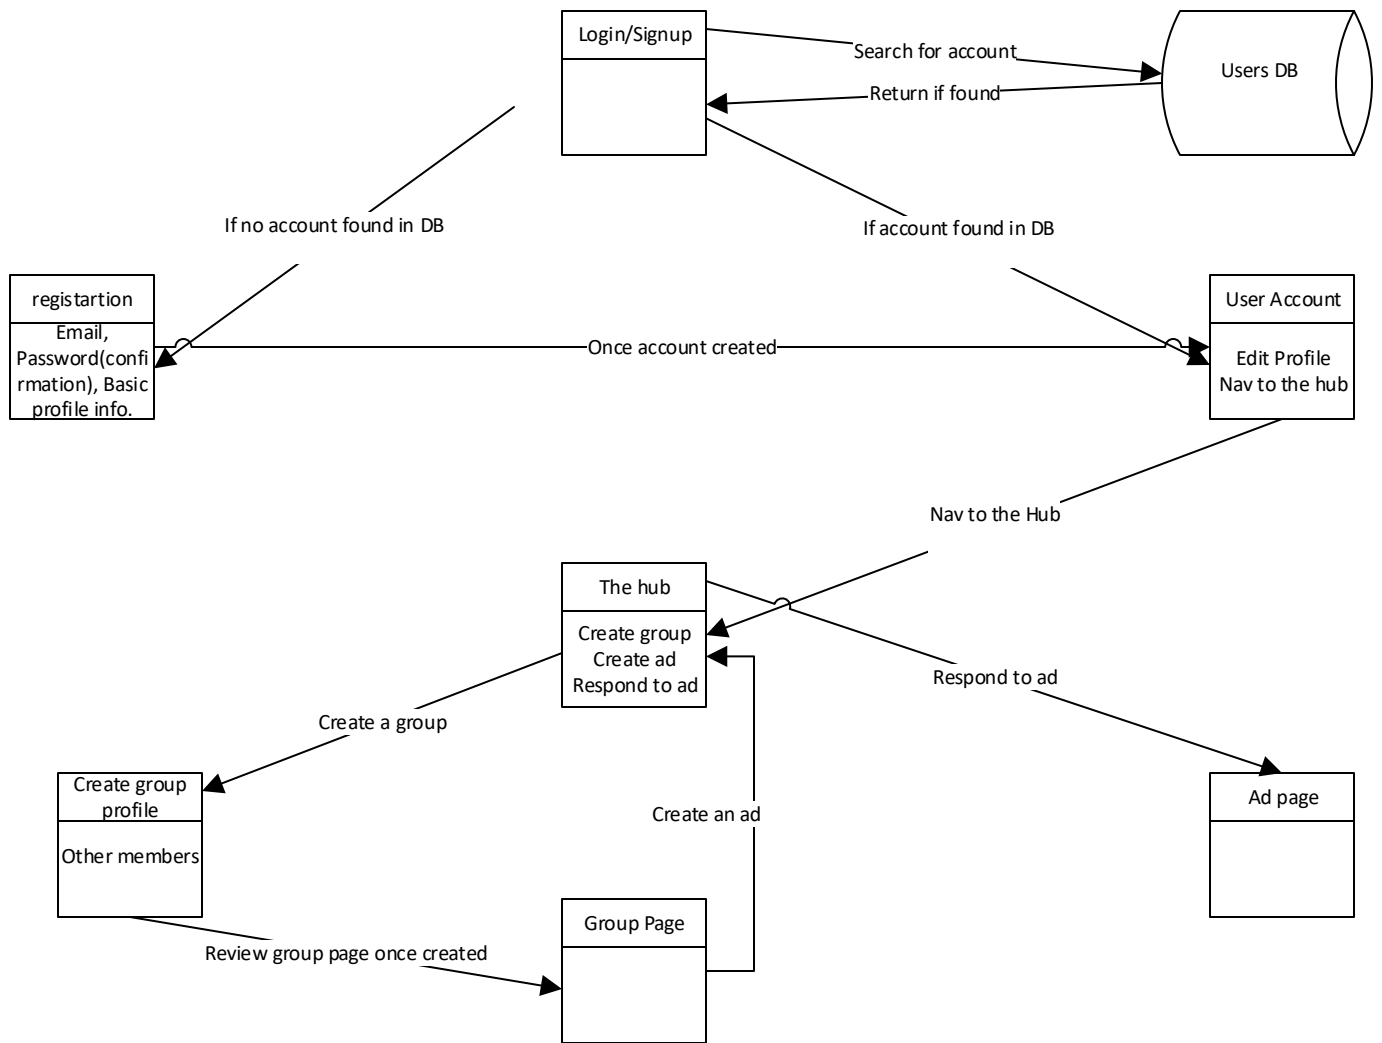 Login/Signup
Search for account
Users DB
Return if found
If no account found in DB
If account found in DB
registartion
Email,
Password(confi
rmation), Basic
profile info.
Once account created
User Account
Edit Profile
Nav to the hub
Nav to the Hub
The hub
Create group
Create ad
Respond to ad
Respond to ad
Create a group
Create group
profile
Other members
Ad page
Create an ad
Group Page
Review group page once created